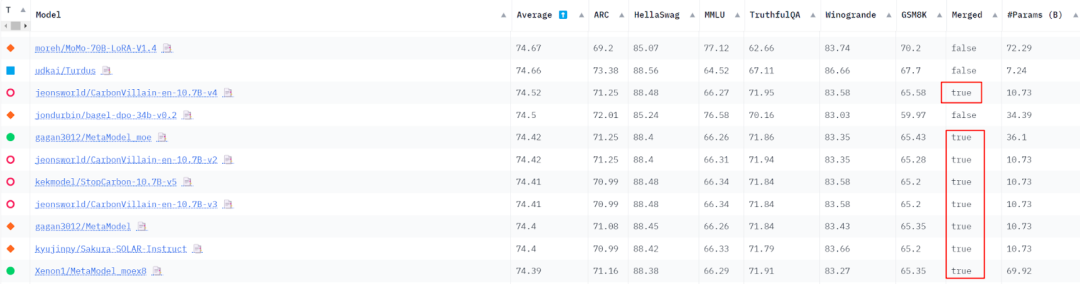 T Model Average ARC HellaSwag MMLU TruthfulQA Winogrande GSM8K Merged #Params (B)
moreh/MoMo-70B-LoRA-V1.4 74.67 69.2 85.07 77.12 62.66 83.74 70.2 false 72.29
udkai/Turdus 74.66 73.38 88.56 64.52 67.11 86.66 67.7 false 7.24
jeonsworld/CarbonVillain-en-10.7B-v4 74.52 71.25 88.48 66.27 71.95 83.58 65.58 true 10.73
jondurbin/bagel-dpo-34b-v0.2 74.5 72.01 85.24 76.58 70.16 83.03 59.97 false 34.39
gagan3012/MetaModel_moe 74.42 71.25 88.4 66.26 71.86 83.35 65.43 true 36.1
jeonsworld/CarbonVillain-en-10.7B-v2 74.42 71.25 88.4 66.31 71.94 83.35 65.28 true 10.73
kekmodel/StopCarbon-10.7B-v5 74.41 70.99 88.48 66.34 71.84 83.58 65.2 true 10.73
jeonsworld/CarbonVillain-en-10.7B-v3 74.41 70.99 88.48 66.34 71.84 83.58 65.2 true 10.73
gagan3012/MetaModel 74.4 71.08 88.45 66.26 71.84 83.43 65.35 true 10.73
kyujinpy/Sakura-SOLAR-Instruct 74.4 70.99 88.42 66.33 71.79 83.66 65.2 true 10.73
Xenon1/MetaModel_moex8 74.39 71.16 88.38 66.29 71.91 83.27 65.35 true 69.92